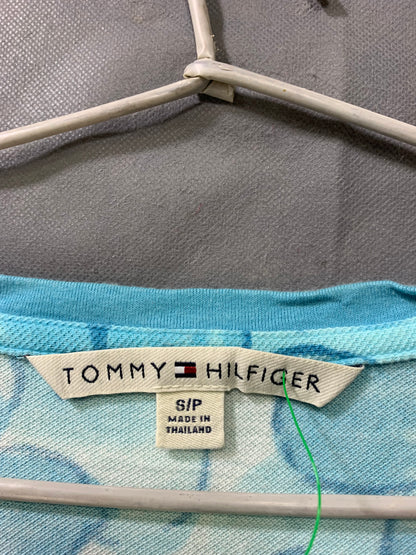 TOMMY HILFIGER
S/P
MADE IN
THAILAND